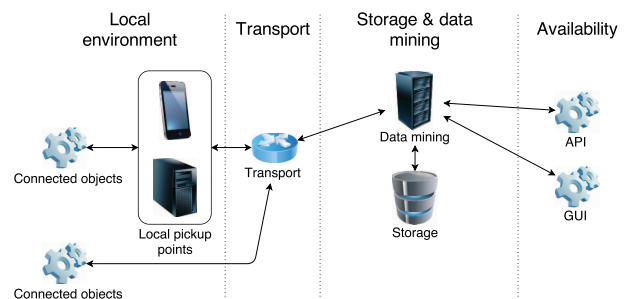 Local
environment
Transport
Storage & data
mining
Availability
Connected objects
Local pickup
points
Transport
Data mining
Storage
API
GUI
Connected objects